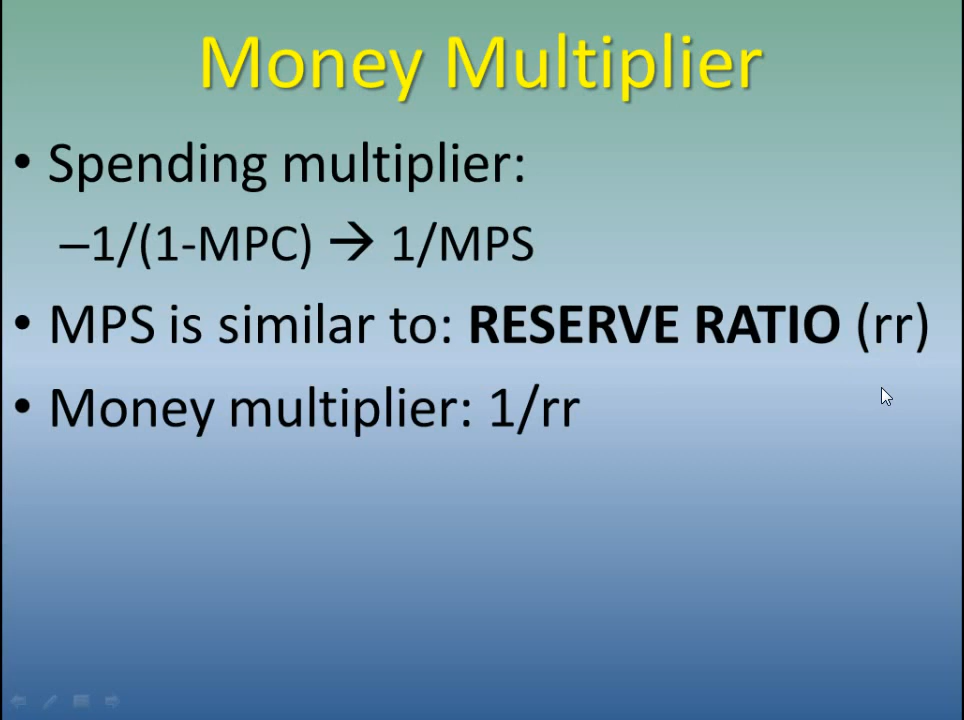 Money Multiplier
• Spending multiplier:
–1/(1-MPC) → 1/MPS
• MPS is similar to: RESERVE RATIO (rr)
• Money multiplier: 1/rr